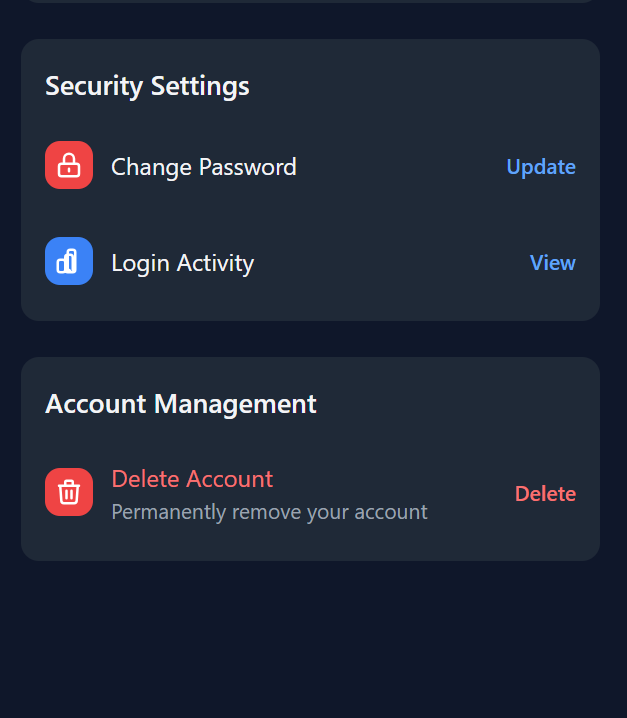 Security Settings
Change Password
Update
Login Activity
View
Account Management
Delete Account
Permanently remove your account
Delete